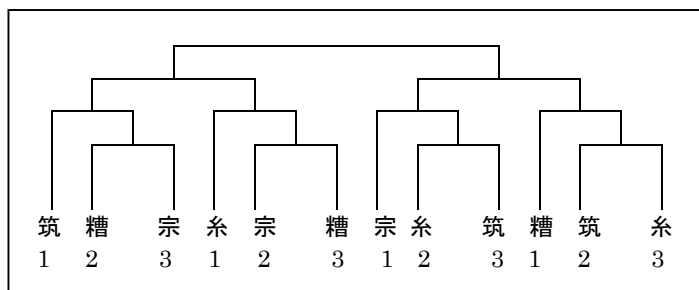 筑 糟 宗 糸 宗 糟 宗 糸 筑 糟 筑 糸
1 2 3 1 2 3 1 2 3 1 2 3